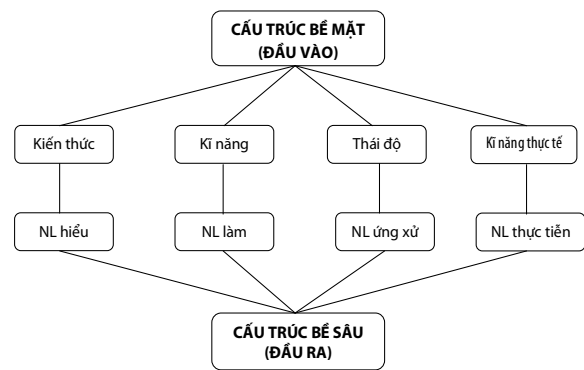 CẤU TRÚC BỀ MẶT
(ĐẦU VÀO)
Kiến thức
Kĩ năng
Thái độ
Kĩ năng thực tế
NL hiểu
NL làm
NL ứng xử
NL thực tiễn
CẤU TRÚC BỀ SÂU
(ĐẦU RA)